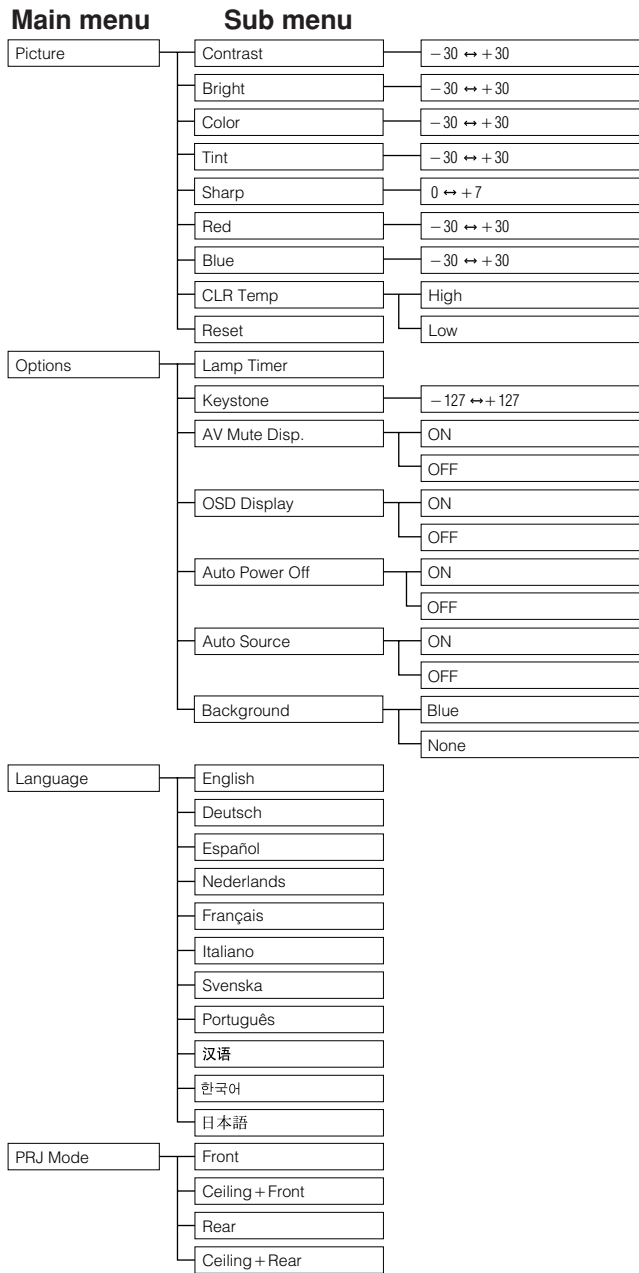 Main menu Sub menu
Picture Contrast −30 ↔ +30
Bright −30 ↔ +30
Color −30 ↔ +30
Tint −30 ↔ +30
Sharp 0 ↔ +7
Red −30 ↔ +30
Blue −30 ↔ +30
CLR Temp High
Reset Low
Options Lamp Timer
Keystone −127 ↔ +127
AV Mute Disp. ON
OFF
OSD Display ON
OFF
Auto Power Off ON
OFF
Auto Source ON
OFF
Background Blue
None
Language English
Deutsch
Español
Nederlands
Français
Italiano
Svenska
Português
汉语
한국어
日本語
PRJ Mode Front
Ceiling+Front
Rear
Ceiling+Rear